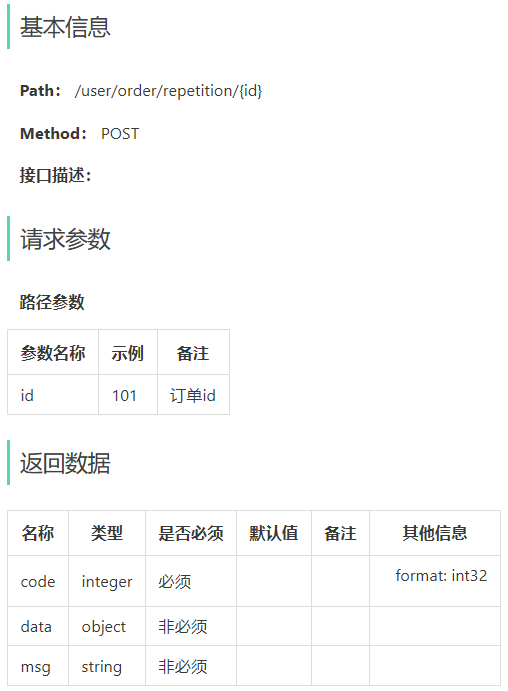 基本信息
Path： /user/order/repetition/{id}
Method： POST
接口描述：
请求参数
路径参数
参数名称 示例 备注
id 101 订单id
返回数据
名称 类型 是否必须 默认值 备注 其他信息
code integer 必须 format: int32
data object 非必须
msg string 非必须